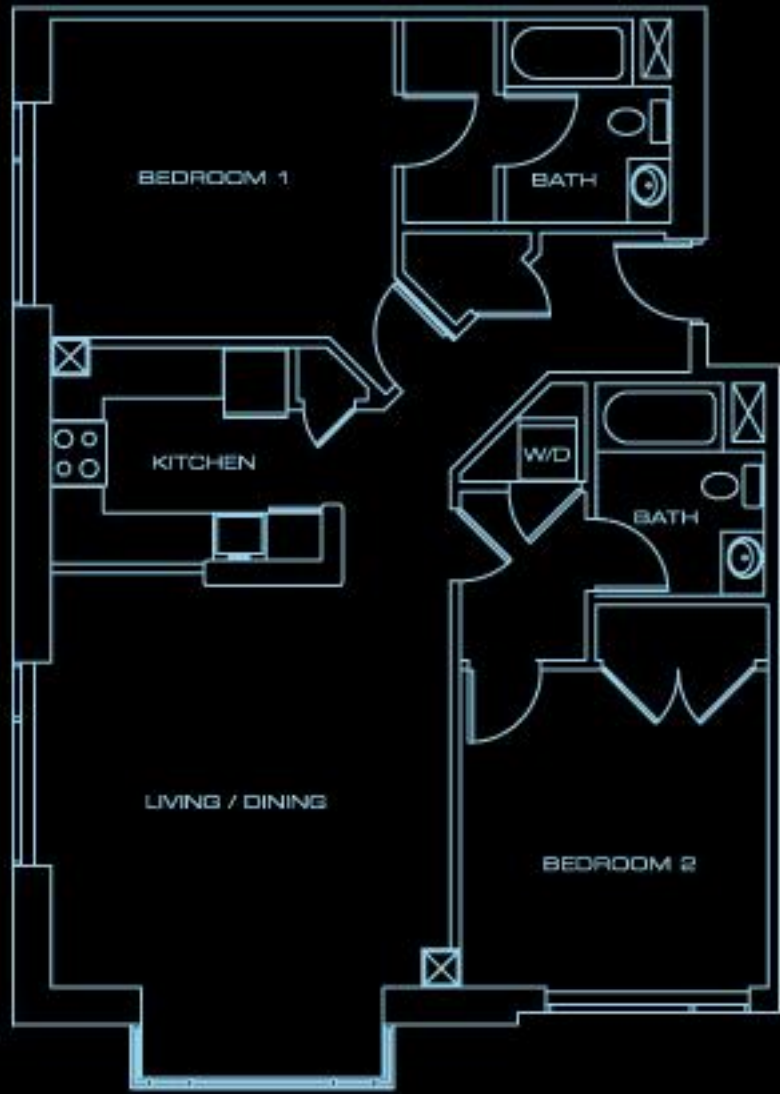 BEDROOM 1
BATH
KITCHEN
W/D
BATH
LIVING / DINING
BEDROOM 2